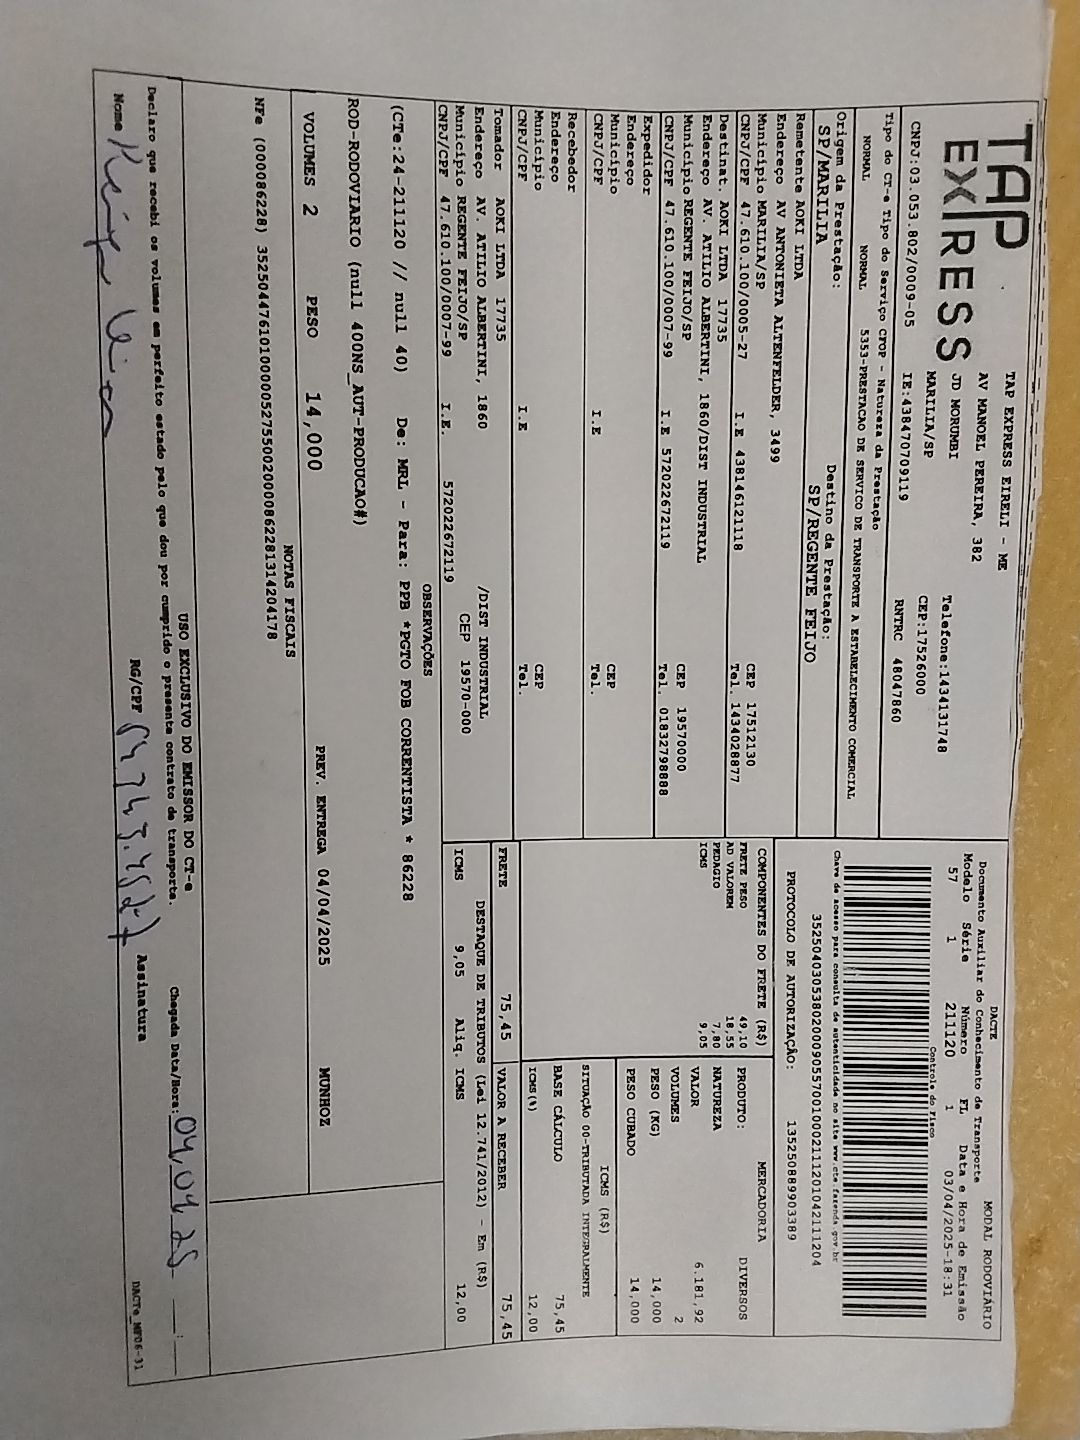 TAP
EXPRESS
TAP EXPRESS EIRELI - ME
AV MANOEL PEREIRA, 382
JD MORUMBI
MARILIA/SP
Telefone:1434131748
CEP:17526000
CNPJ:03.053.802/0009-05 IE:438470709119 RNTRC 48047860
Tipo do CT-e Tipo do Serviço CFOP - Natureza da Prestação
NORMAL NORMAL 5353-PRESTACAO DE SERVICO DE TRANSPORTE A ESTABELECIMENTO COMERCIAL
Origem da Prestação: Destino da Prestação:
SP/MARILIA SP/REGENTE FEIJO
DACTE MODAL RODOVIÁRIO
Documento Auxiliar do Conhecimento de Transporte
Modelo Série Número FL Data e Hora de Emissão
57 1 211120 1 03/04/2025-18:31
Controle do Fisco
Chave de acesso para consulta de autenticidade no site www.cte.fazenda.gov.br
35250403053802000905570010002111201042111204
PROTOCOLO DE AUTORIZAÇÃO: 135250889903389
Remetente AOKI LTDA
Endereço AV ANTONIETA ALTENFELDER, 3499
Município MARILIA/SP CEP 17512130
CNPJ/CPF 47.610.100/0005-27 I.E 438146121118 Tel. 1434028877
Destinat. AOKI LTDA 17735
Endereço AV. ATILIO ALBERTINI, 1860/DIST INDUSTRIAL
Município REGENTE FEIJO/SP CEP 19570000
CNPJ/CPF 47.610.100/0007-99 I.E 572022672119 Tel. 01832798888
Expedidor
Endereço
Município CEP
CNPJ/CPF I.E Tel.
Recebedor
Endereço
Município CEP
CNPJ/CPF I.E Tel.
Tomador AOKI LTDA 17735
Endereço AV. ATILIO ALBERTINI, 1860 /DIST INDUSTRIAL
Município REGENTE FEIJO/SP CEP 19570-000
CNPJ/CPF 47.610.100/0007-99 I.E. 572022672119
COMPONENTES DO FRETE (R$)
FRETE PESO 49,10
AD VALOREM 18,55
PEDAGIO 7,80
ICMS 9,05
MERCADORIA
PRODUTO: DIVERSOS
NATUREZA
VALOR 6.181,92
VOLUMES 2
PESO (KG) 14,000
PESO CUBADO 14,000
ICMS (R$)
SITUAÇÃO 00-TRIBUTADA INTEGRALMENTE
BASE CÁLCULO 75,45
ICMS(%) 12,00
FRETE 75,45 VALOR A RECEBER 75,45
DESTAQUE DE TRIBUTOS (Lei 12.741/2012) - Em (R$)
ICMS 9,05 Aliq. ICMS 12,00
OBSERVAÇÕES
(CTe:24-211120 // null 40) e De: MRL - Para: PPB *PGTO FOB CORRENTISTA * 86228
ROD-RODOVIARIO (null 400NS_AUT-PRODUCAO#)
VOLUMES 2 PESO 14,000 PREV. ENTREGA 04/04/2025 MUNHOZ
NOTAS FISCAIS
NFe (000086228) 35250447610100000527550020000862281314204178
USO EXCLUSIVO DO EMISSOR DO CT-e
Declaro que recebi os volumes em perfeito estado pelo que dou por cumprido o presente contrato de transporte. Chegada Data/Hora: 04,04,25 :
Nome RG/CPF Assinatura
DACTe_MF06-31